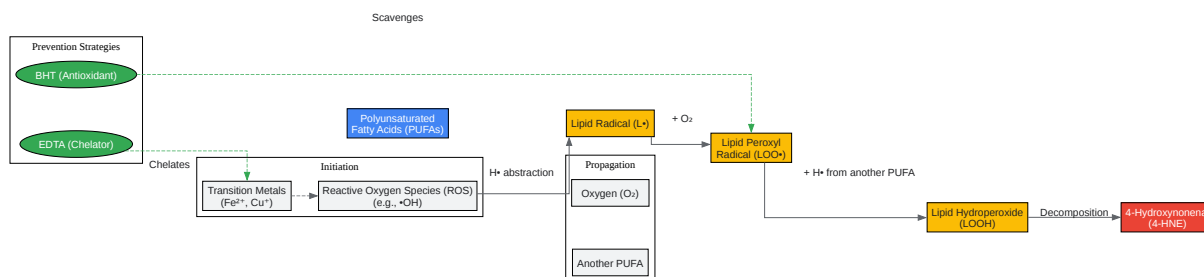 Scavenges
Prevention Strategies
BHT (Antioxidant)
EDTA (Chelator)
Chelates
Polyunsaturated
Fatty Acids (PUFAs)
Initiation
Transition Metals
(Fe²⁺, Cu⁺)
Reactive Oxygen Species (ROS)
(e.g., •OH)
H• abstraction
Lipid Radical (L•)
+ O₂
Propagation
Oxygen (O₂)
Another PUFA
Lipid Peroxyl
Radical (LOO•)
+ H• from another PUFA
Lipid Hydroperoxide
(LOOH)
Decomposition
4-Hydroxynonena
(4-HNE)